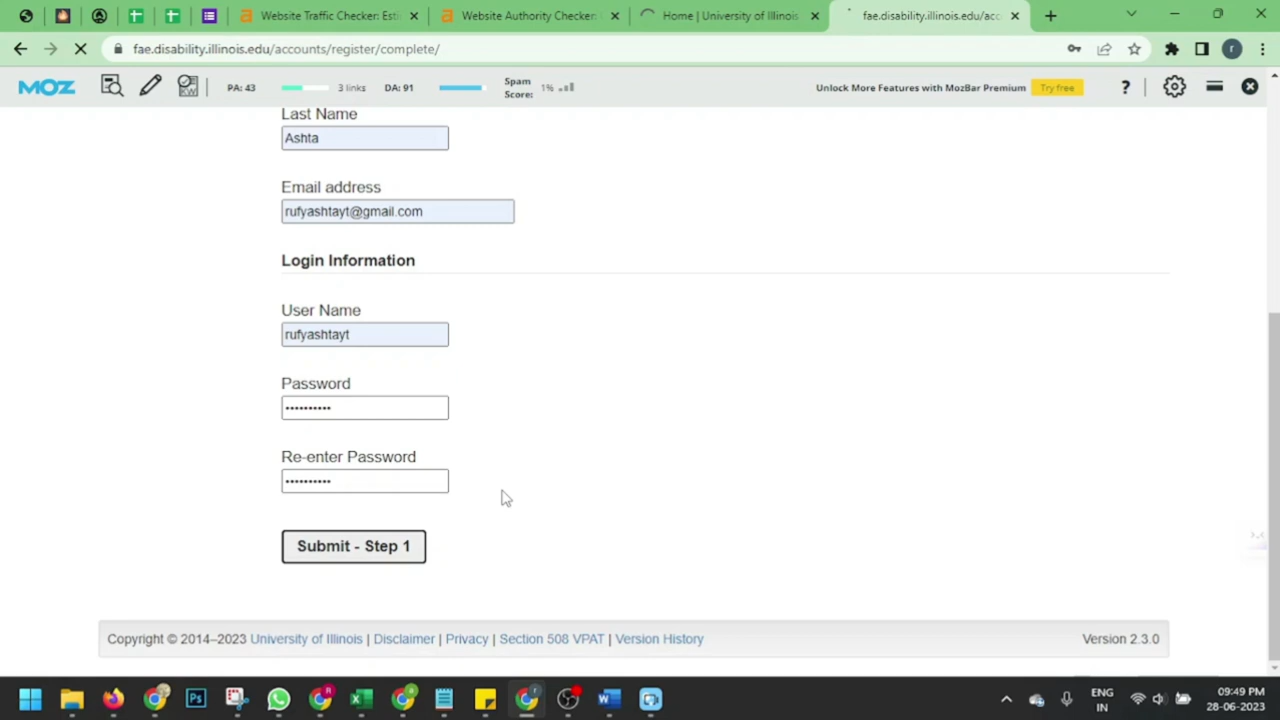 Website Traffic Checker: Esti
Website Authority Checker:
Home | University of Illinois
fae.disability.illinois.edu/acc
fae.disability.illinois.edu/accounts/register/complete/
r
MOZ
PA: 43
3 links
DA: 91
Spam Score: 1%
Unlock More Features with MozBar Premium
Try free
?
Last Name
Ashta
Email address
rufyashtayt@gmail.com
Login Information
User Name
rufyashtayt
Password
••••••••••
Re-enter Password
••••••••••
Submit - Step 1
Copyright © 2014–2023 University of Illinois | Disclaimer | Privacy | Section 508 VPAT | Version History
Version 2.3.0
ENG
IN
09:49 PM
28-06-2023